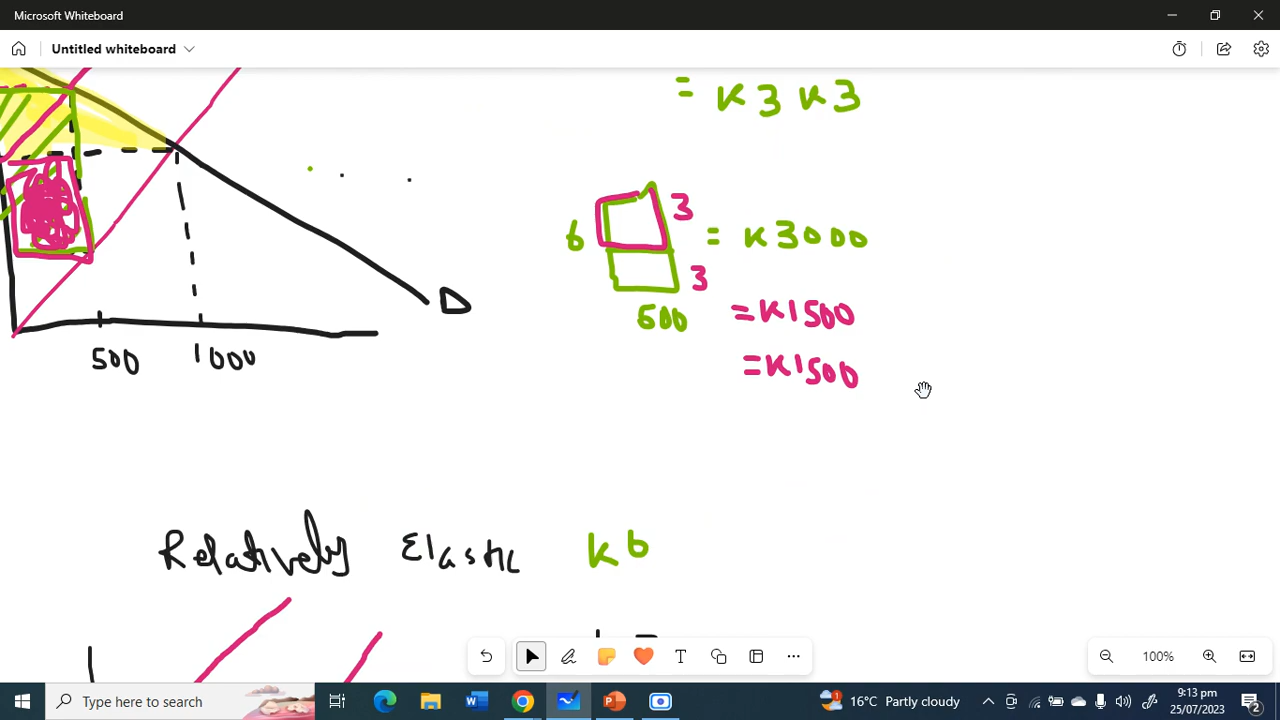 Microsoft Whiteboard
Untitled whiteboard
= K3 K3
6
3
= K3000
3
500
= K1500
= K1500
500
1000
D
Relatively Elastic K6
100%
Type here to search
16°C Partly cloudy
9:13 pm
25/07/2023
2